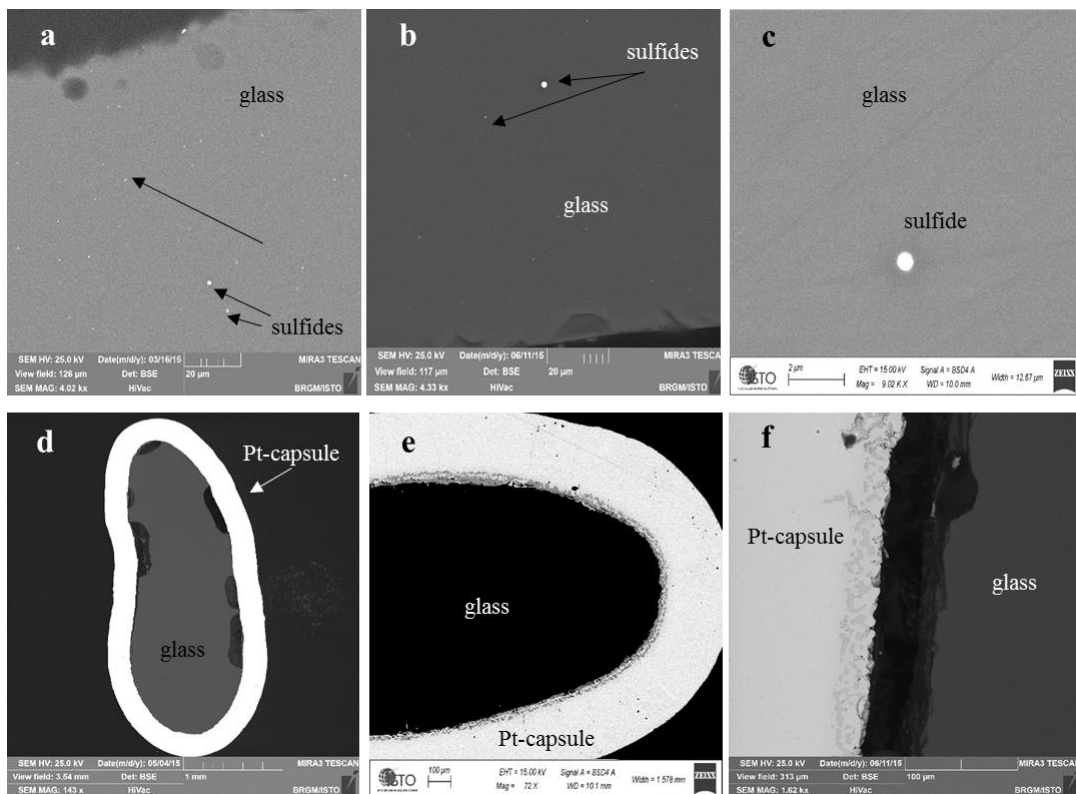 a
glass
sulfides
SEM HV: 25.0 kV Date(m/d/y): 03/16/15 MIRA3 TESCAN
View field: 126 µm Det: BSE 20 µm
SEM MAG: 4.02 kx HiVac BRGM/ISTO
b
sulfides
glass
SEM HV: 25.0 kV Date(m/d/y): 06/11/15 MIRA3 TESCAN
View field: 117 µm Det: BSE 20 µm
SEM MAG: 4.33 kx HiVac BRGM/ISTO
c
glass
sulfide
ISTO 2 µm EHT = 15.00 kV Signal A = BSD4 A Width = 12.67 µm ZEISS
Mag = 9.02 K X WD = 10.0 mm
d
Pt-capsule
glass
SEM HV: 25.0 kV Date(m/d/y): 05/04/15 MIRA3 TESCAN
View field: 3.54 mm Det: BSE 1 mm
SEM MAG: 143 x HiVac BRGM/ISTO
e
glass
Pt-capsule
ISTO 100 µm EHT = 15.00 kV Signal A = BSD4 A Width = 1.578 mm ZEISS
Mag = 72 X WD = 10.1 mm
f
Pt-capsule
glass
SEM HV: 25.0 kV Date(m/d/y): 06/11/15 MIRA3 TESCAN
View field: 313 µm Det: BSE 100 µm
SEM MAG: 1.62 kx HiVac BRGM/ISTO